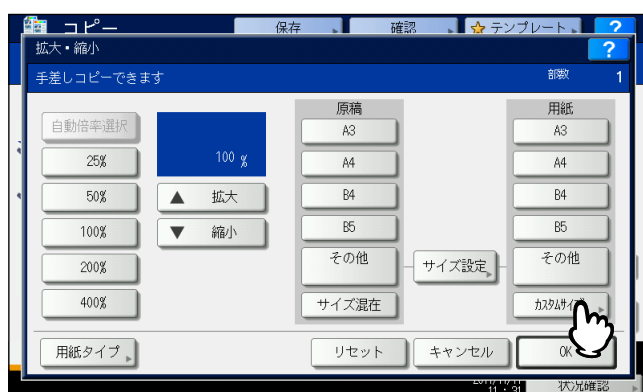 コピー
保存
確認
テンプレート
?
拡大・縮小
?
手差しコピーできます
部数 1
原稿
用紙
自動倍率選択
25%
50%
100%
200%
400%
100 %
▲ 拡大
▼ 縮小
A3
A4
B4
B5
その他
サイズ混在
サイズ設定
A3
A4
B4
B5
その他
カスタムサイズ
用紙タイプ
リセット
キャンセル
OK
11:31
状況確認